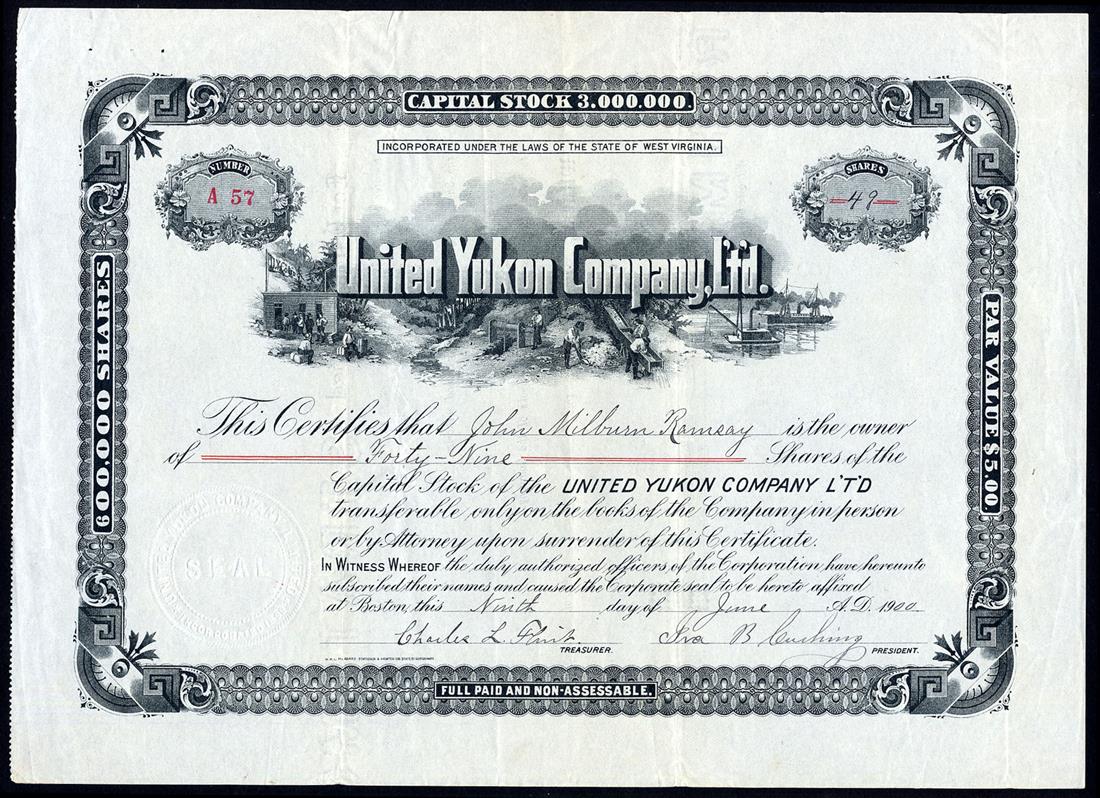 CAPITAL STOCK 3.000.000.
INCORPORATED UNDER THE LAWS OF THE STATE OF WEST VIRGINIA.
NUMBER
A 57
SHARES
49
United Yukon Company, L't'd.
600,000 SHARES
PAR VALUE $5.00.
This Certifies that John Milburn Ramsay is the owner
of Forty-Nine Shares of the
Capital Stock of the UNITED YUKON COMPANY L'T'D
transferable only on the books of the Company in person
or by Attorney upon surrender of this Certificate.
IN WITNESS WHEREOF the duly authorized officers of the Corporation have hereunto
subscribed their names and caused the Corporate seal to be hereto affixed
at Boston, this Ninth day of June A.D. 1900
Charles L. Flint. Ira B Cushing
TREASURER. PRESIDENT.
SEAL
FULL PAID AND NON-ASSESSABLE.